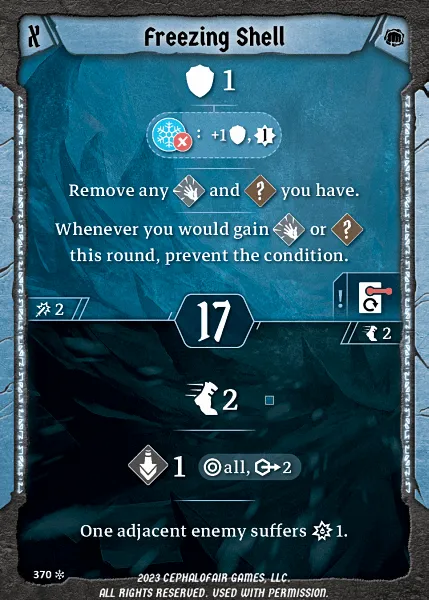 Freezing Shell
1
: +1 , 1
Remove any and ? you have.
Whenever you would gain or ?
this round, prevent the condition.
!
2
17
2
2
1 all, 2
One adjacent enemy suffers 1.
370
2023 CEPHALOFAIR GAMES, LLC.
ALL RIGHTS RESERVED. USED WITH PERMISSION.